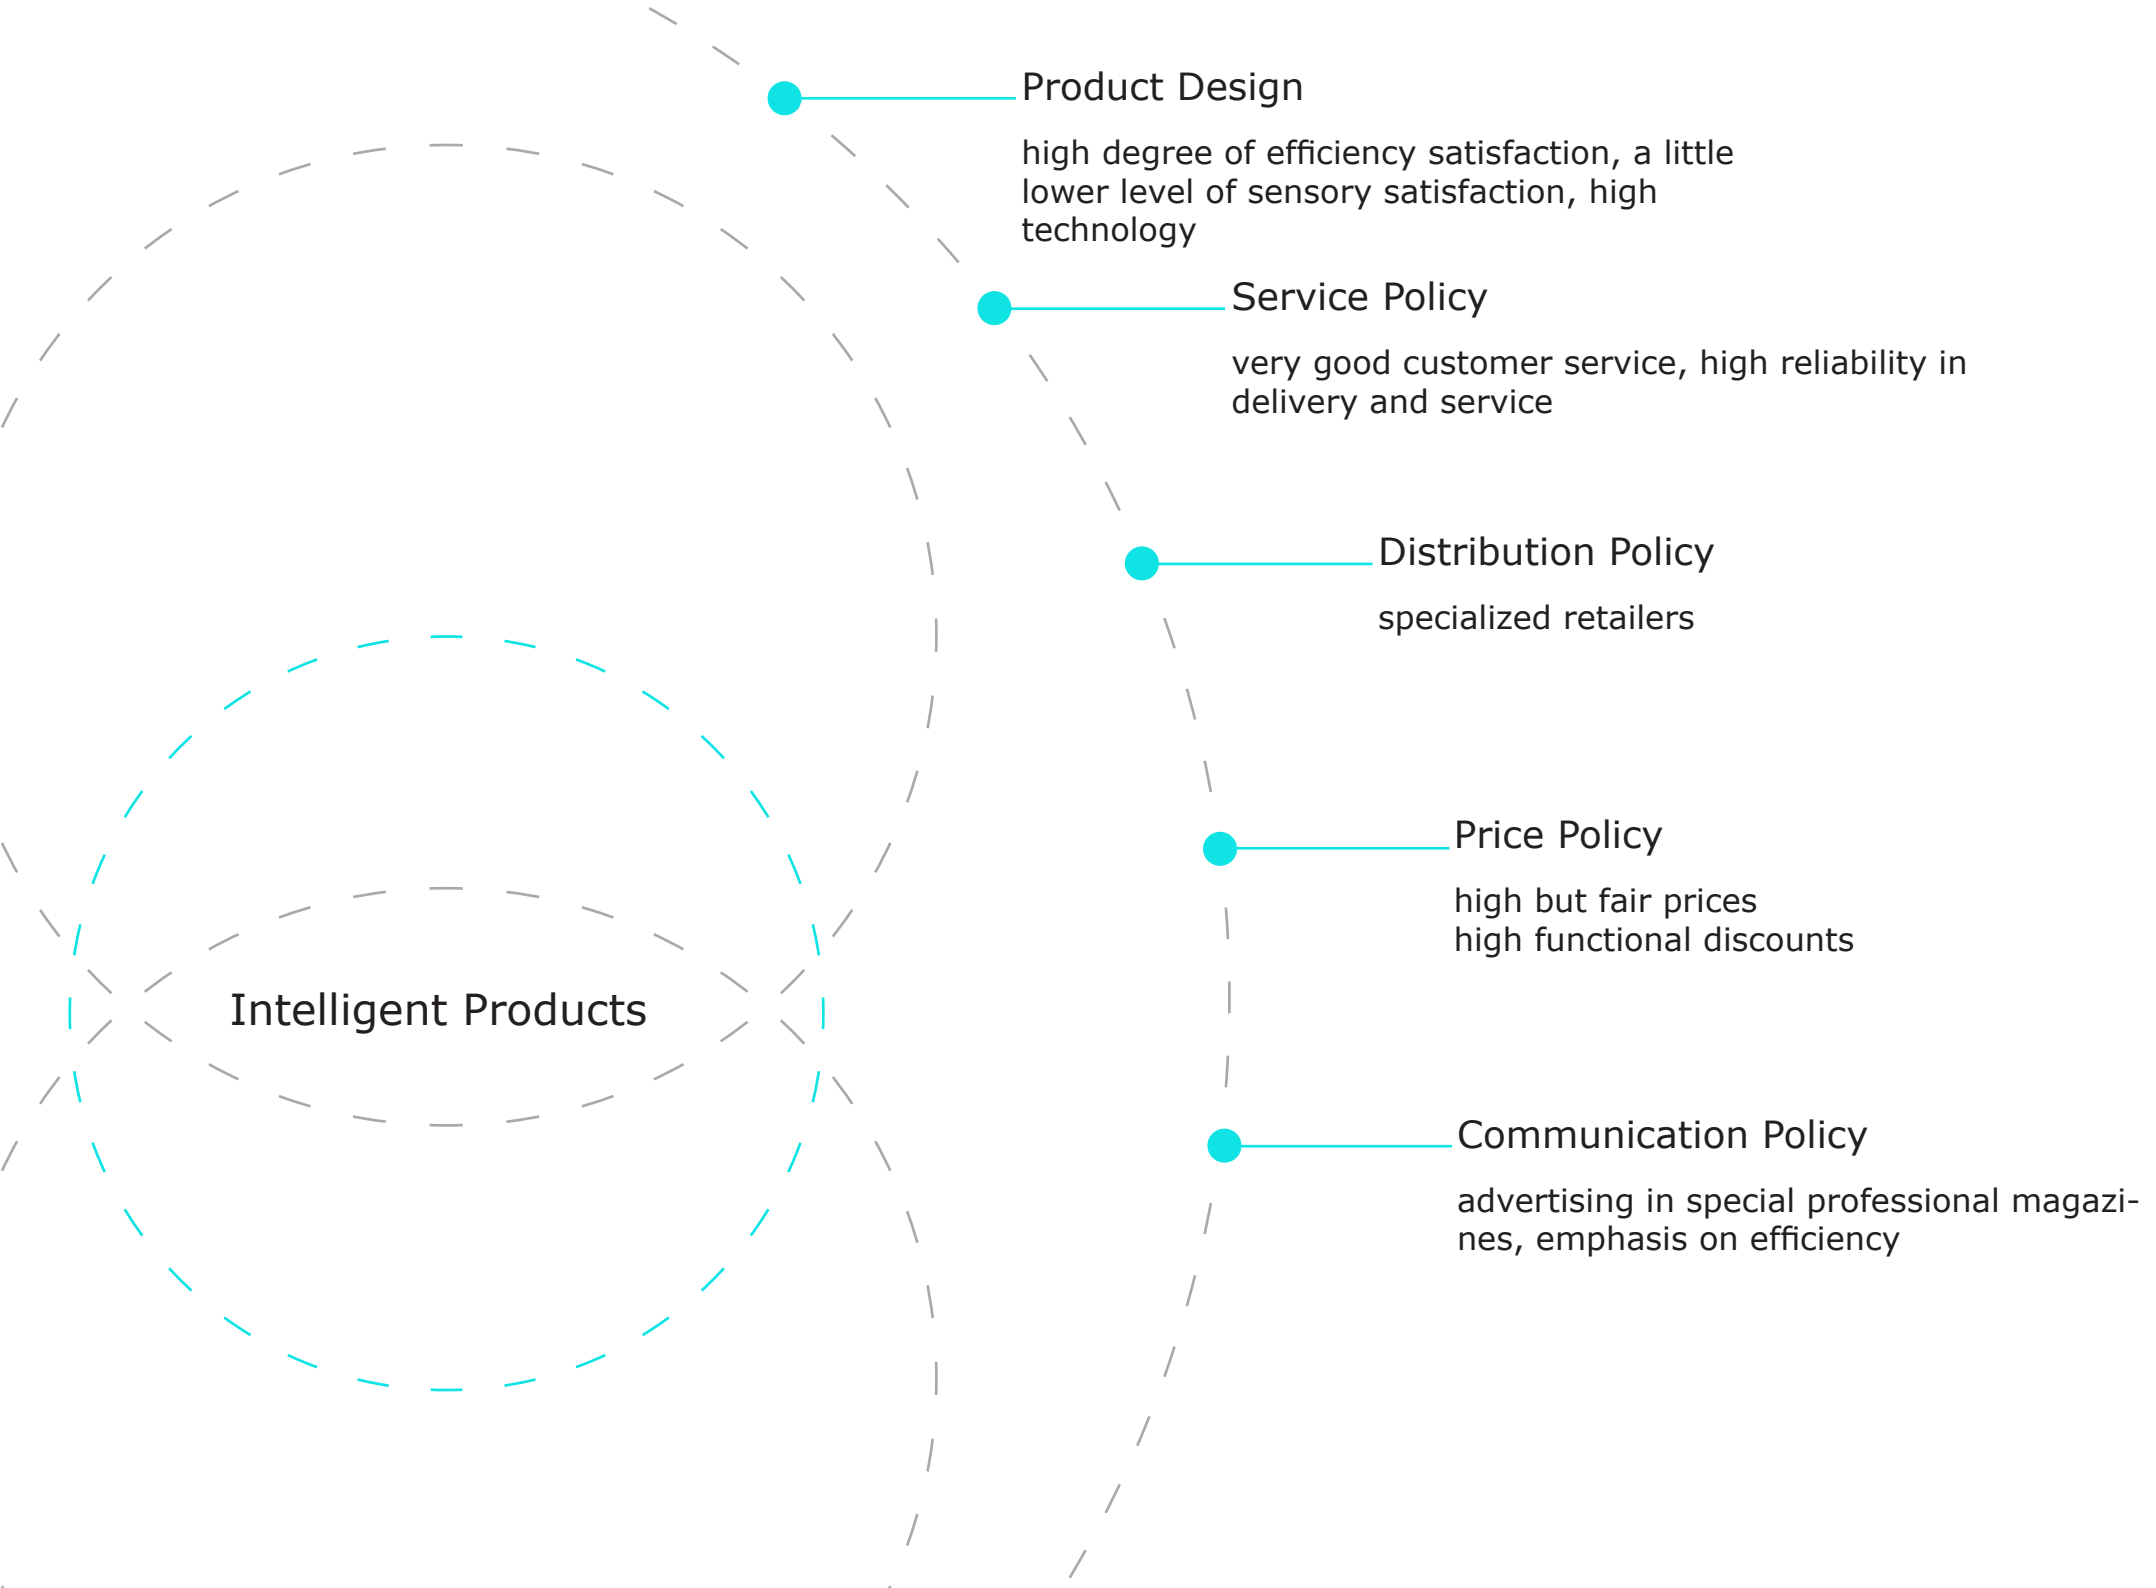 Product Design
high degree of efficiency satisfaction, a little
lower level of sensory satisfaction, high
technology
Service Policy
very good customer service, high reliability in
delivery and service
Distribution Policy
specialized retailers
Price Policy
high but fair prices
high functional discounts
Intelligent Products
Communication Policy
advertising in special professional magazi-
nes, emphasis on efficiency